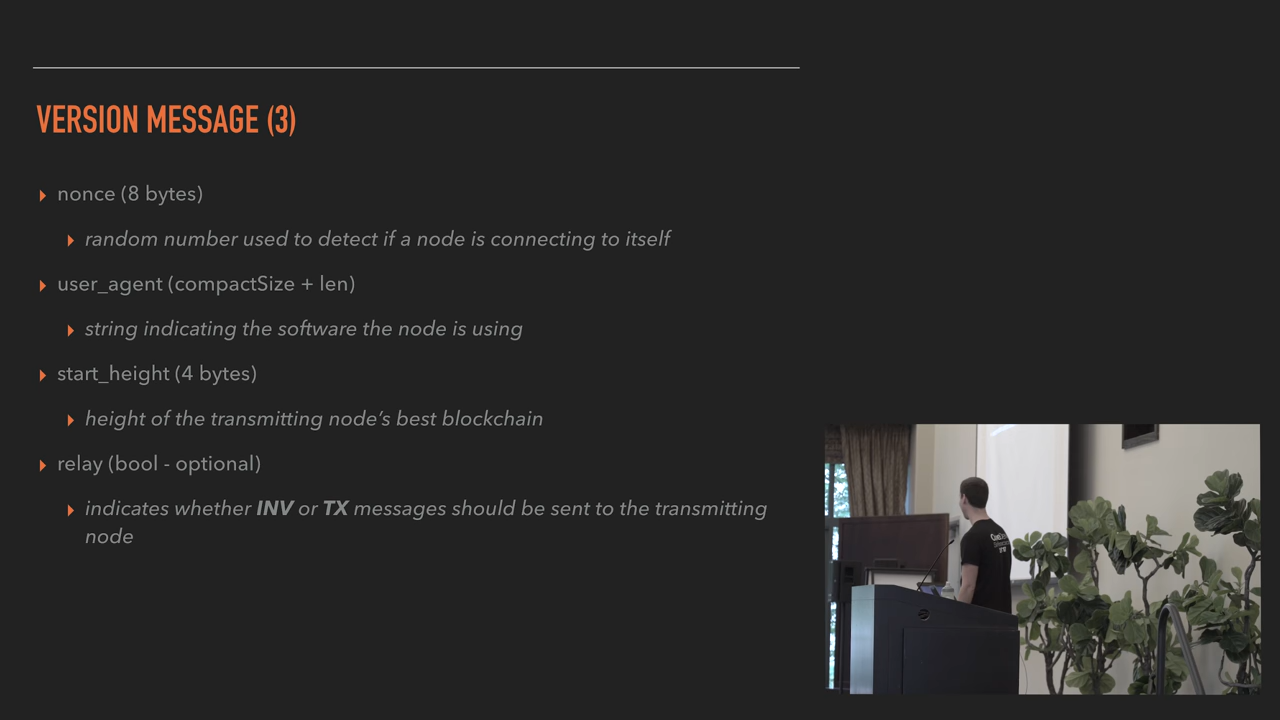 VERSION MESSAGE (3)
nonce (8 bytes)
random number used to detect if a node is connecting to itself
user_agent (compactSize + len)
string indicating the software the node is using
start_height (4 bytes)
height of the transmitting node’s best blockchain
relay (bool - optional)
indicates whether INV or TX messages should be sent to the transmitting
node